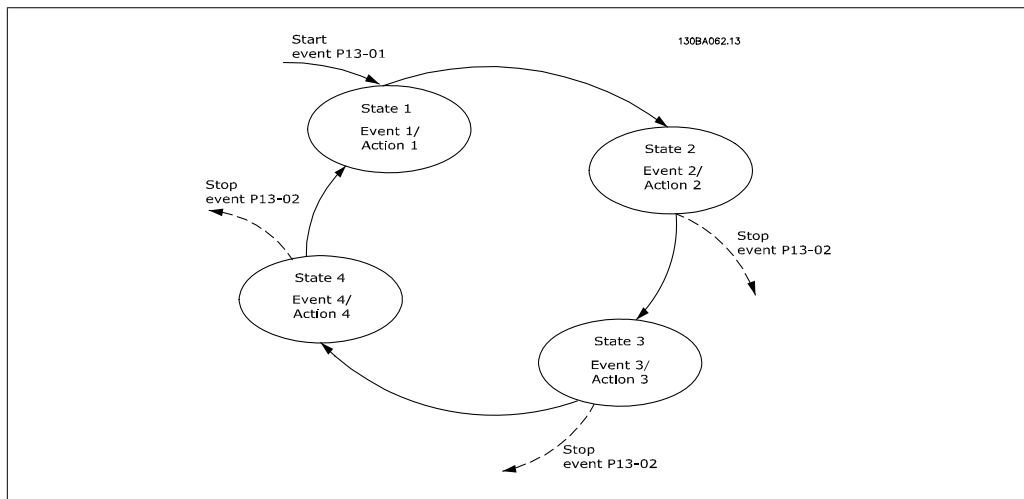 Start
event P13-01
130BA062.13
State 1
Event 1/
Action 1
State 2
Event 2/
Action 2
Stop
event P13-02
Stop
event P13-02
State 4
Event 4/
Action 4
State 3
Event 3/
Action 3
Stop
event P13-02